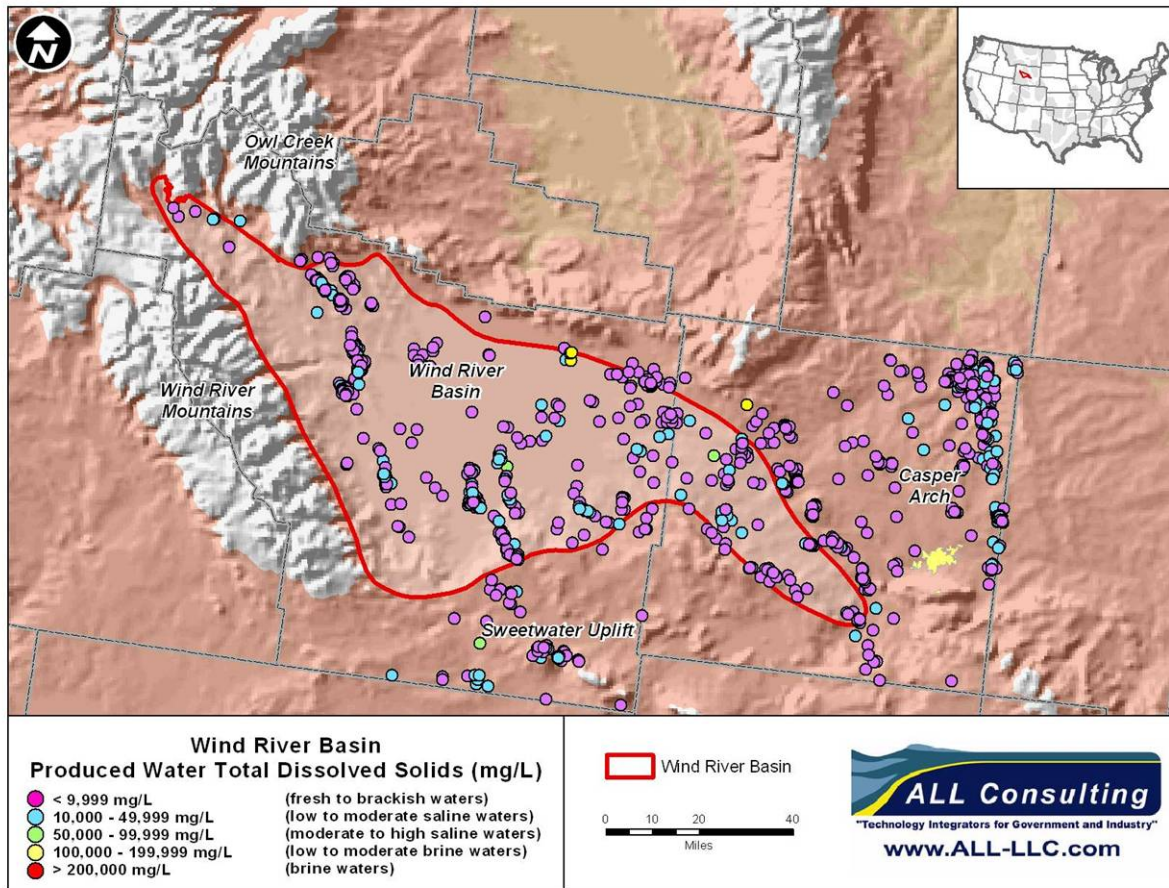 N
Owl Creek
Mountains
Wind River
Mountains
Wind River
Basin
Casper
Arch
Sweetwater Uplift
Wind River Basin
Produced Water Total Dissolved Solids (mg/L)
< 9,999 mg/L (fresh to brackish waters)
10,000 - 49,999 mg/L (low to moderate saline waters)
50,000 - 99,999 mg/L (moderate to high saline waters)
100,000 - 199,999 mg/L (low to moderate brine waters)
> 200,000 mg/L (brine waters)
Wind River Basin
0 10 20 40
Miles
ALL Consulting
"Technology Integrators for Government and Industry"
www.ALL-LLC.com